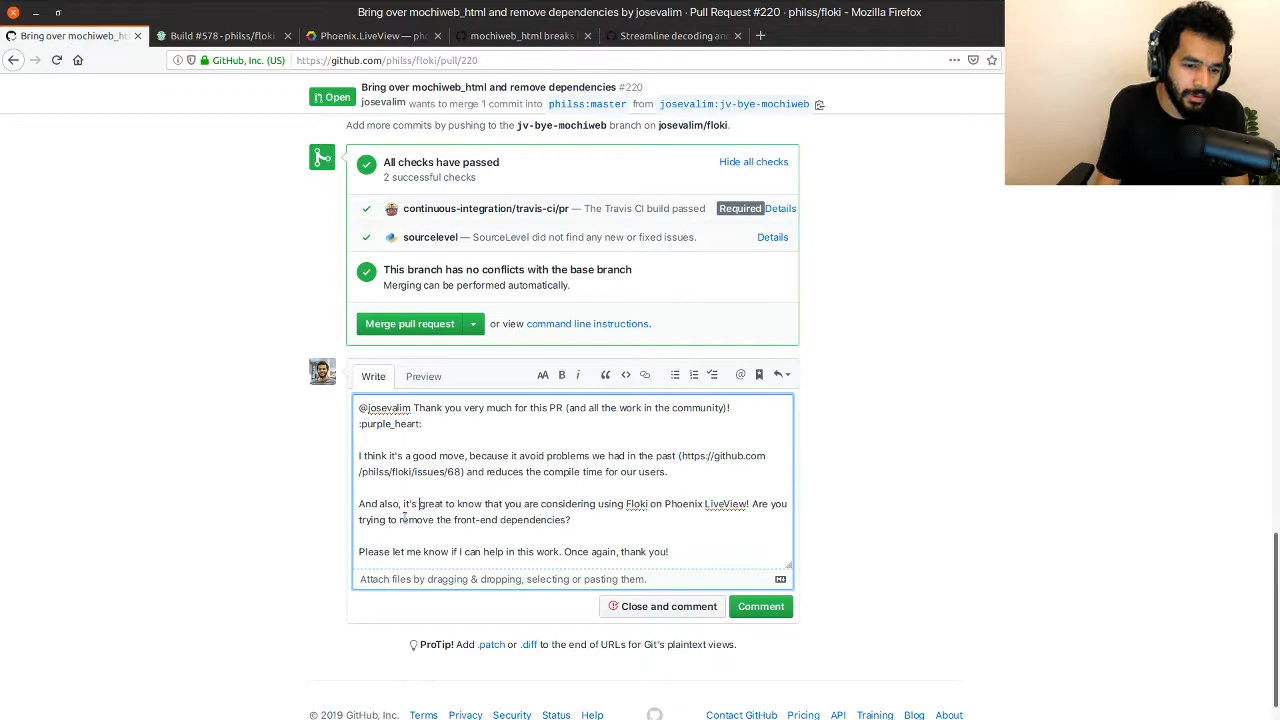 Bring over mochiweb_html and remove dependencies by josevalim · Pull Request #220 · philss/floki - Mozilla Firefox
Bring over mochiweb_ht
Build #578 - philss/floki
Phoenix.LiveView — pho
mochiweb_html breaks
Streamline decoding and
GitHub, Inc. (US)
https://github.com/philss/floki/pull/220
Open
Bring over mochiweb_html and remove dependencies #220
josevalim wants to merge 1 commit into philss:master from josevalim:jv-bye-mochiweb
Add more commits by pushing to the jv-bye-mochiweb branch on josevalim/floki.
All checks have passed
Hide all checks
2 successful checks
continuous-integration/travis-ci/pr — The Travis CI build passed Required Details
sourcelevel — SourceLevel did not find any new or fixed issues. Details
This branch has no conflicts with the base branch
Merging can be performed automatically.
Merge pull request or view command line instructions.
Write Preview
@josevalim Thank you very much for this PR (and all the work in the community)!
:purple_heart:
I think it's a good move, because it avoid problems we had in the past (https://github.com
/philss/floki/issues/68) and reduces the compile time for our users.
And also, it's great to know that you are considering using Floki on Phoenix LiveView! Are you
trying to remove the front-end dependencies?
Please let me know if I can help in this work. Once again, thank you!
Attach files by dragging & dropping, selecting or pasting them.
Close and comment Comment
ProTip! Add .patch or .diff to the end of URLs for Git's plaintext views.
© 2019 GitHub, Inc. Terms Privacy Security Status Help Contact GitHub Pricing API Training Blog About